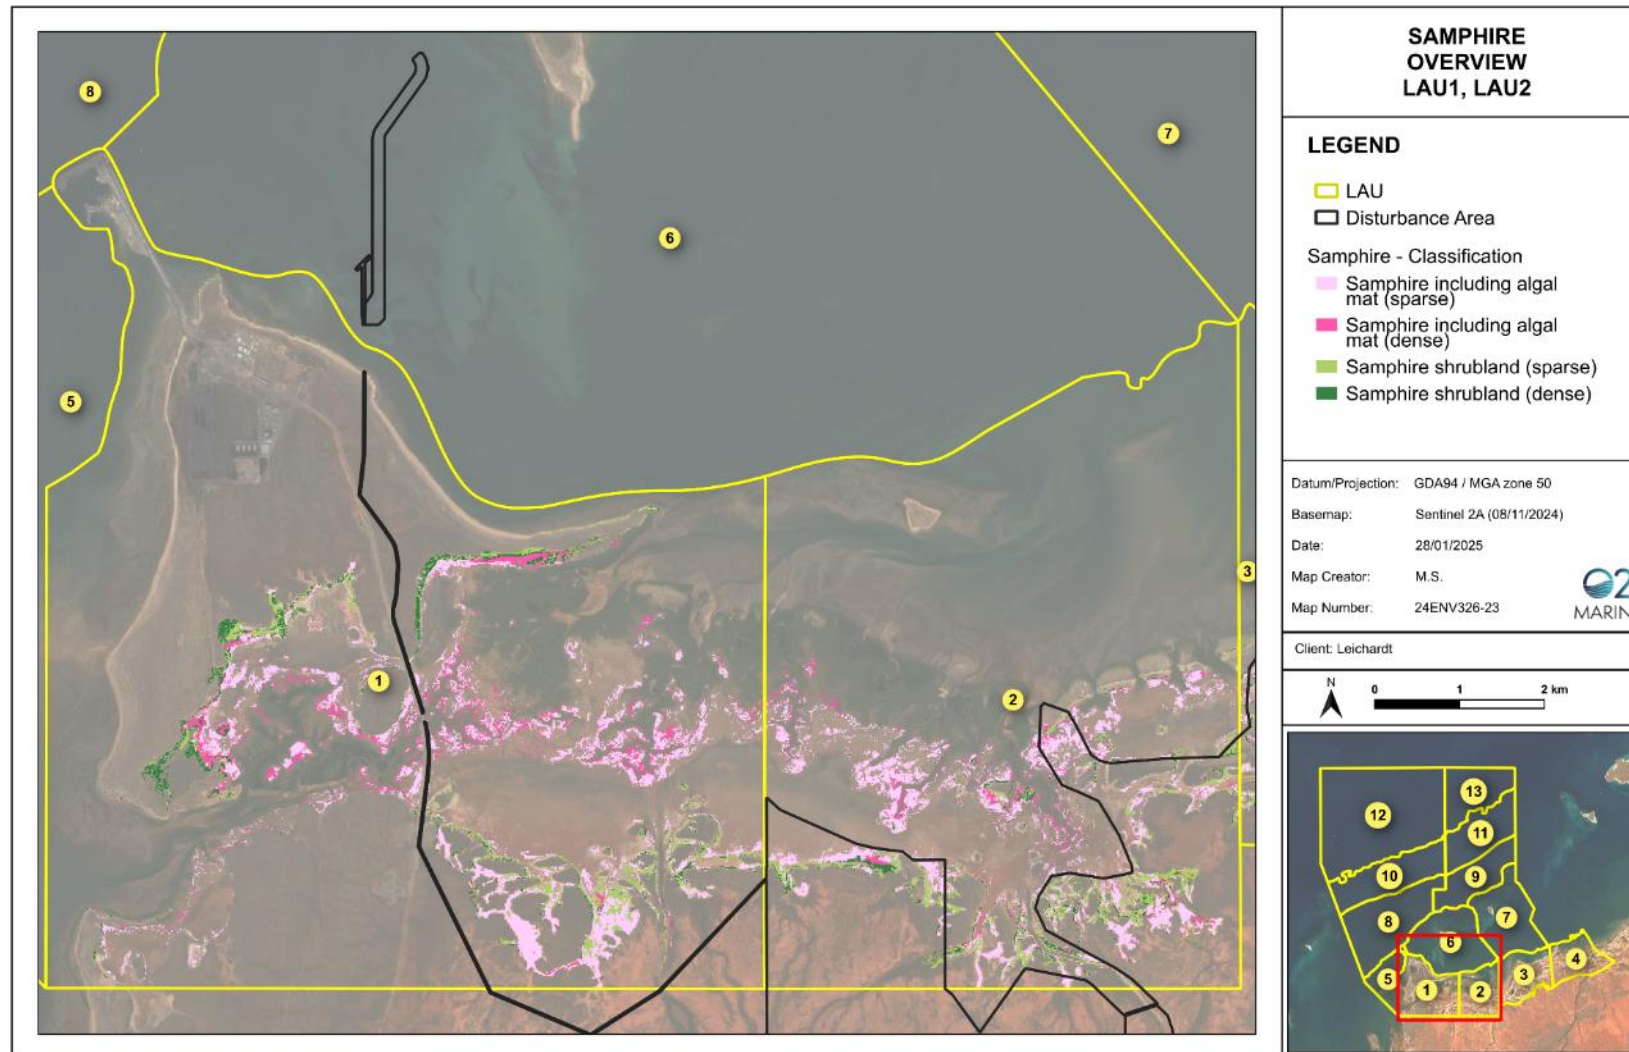 SAMPHIRE
OVERVIEW
LAU1, LAU2
LEGEND
LAU
Disturbance Area
Samphire - Classification
Samphire including algal
mat (sparse)
Samphire including algal
mat (dense)
Samphire shrubland (sparse)
Samphire shrubland (dense)
Datum/Projection: GDA94 / MGA zone 50
Basemap: Sentinel 2A (08/11/2024)
Date: 28/01/2025
Map Creator: M.S.
Map Number: 24ENV326-23
O2
MARIN
Client: Leichardt
N
0 1 2 km
8
7
6
5
3
1
2
13
12
11
10
9
8
7
6
5
4
3
1
2